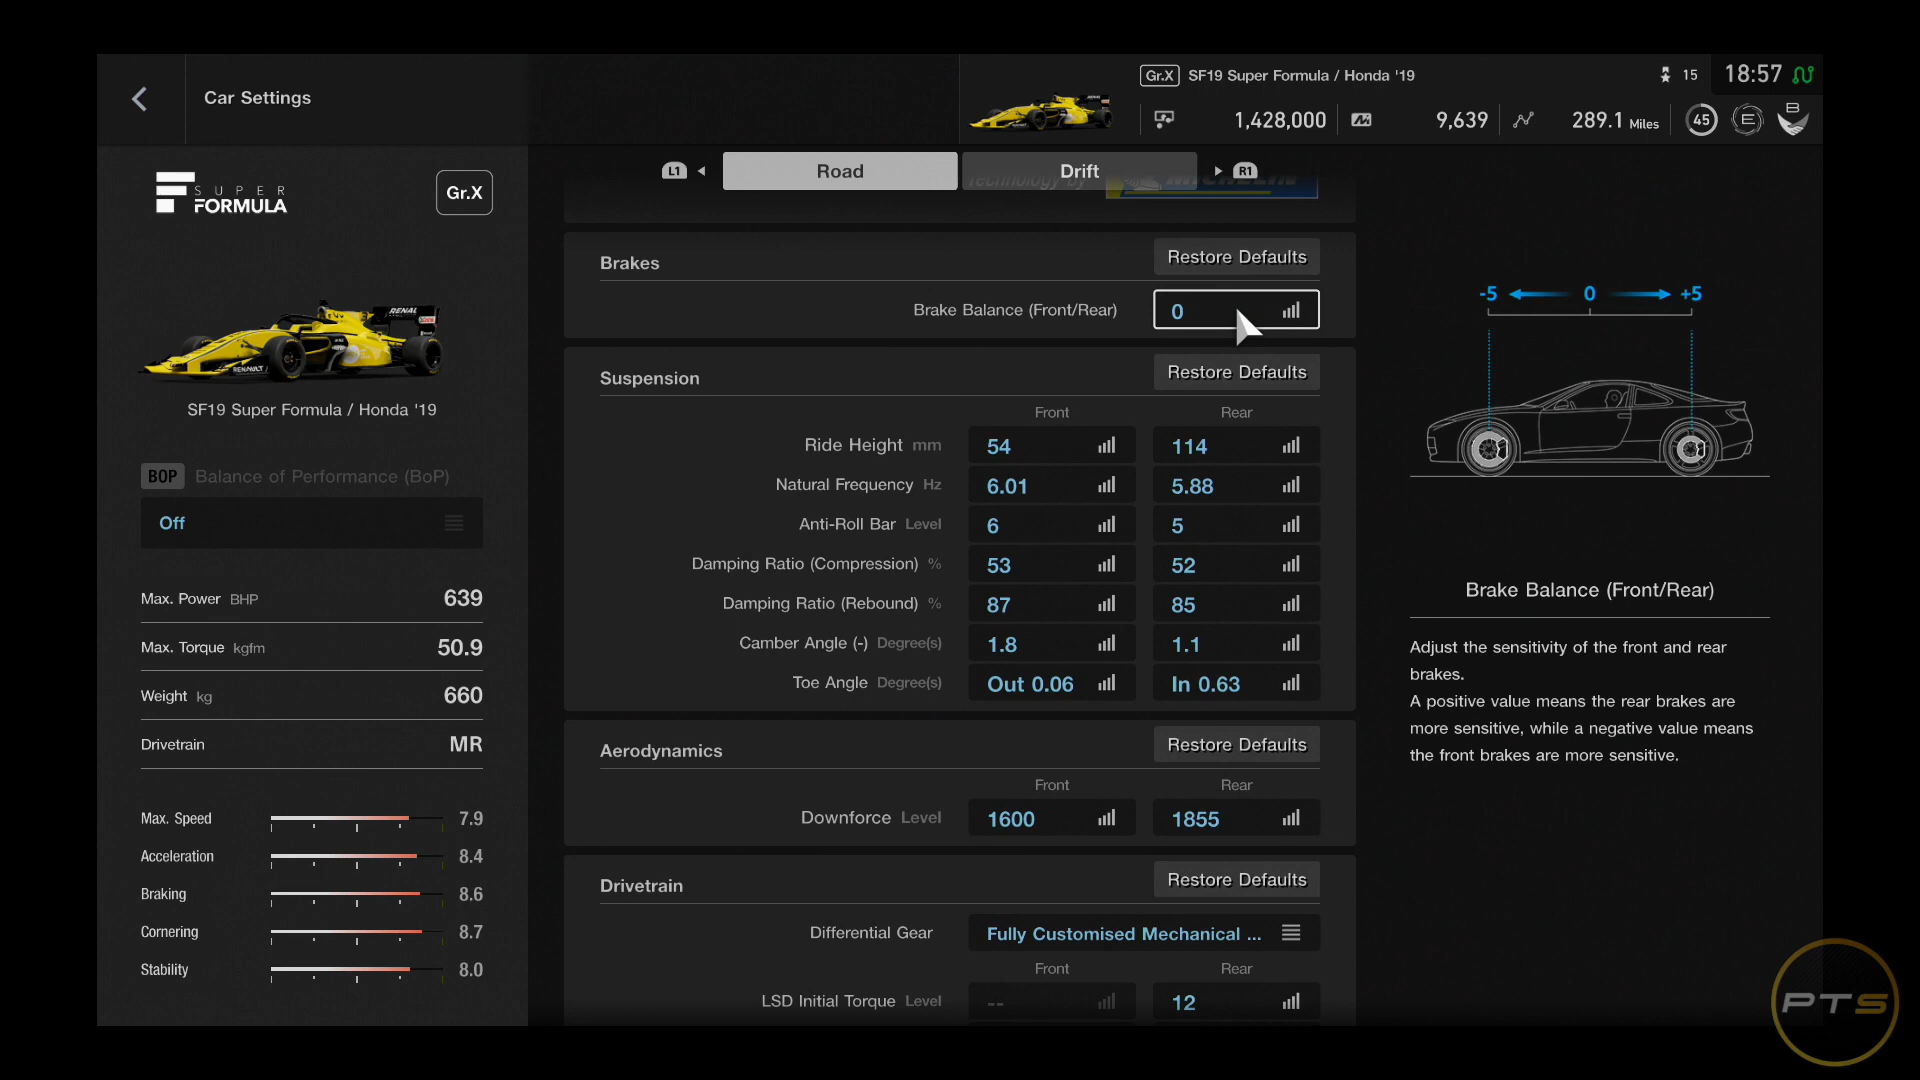 Car Settings
Gr.X SF19 Super Formula / Honda '19
15
18:57
1,428,000
9,639
289.1 Miles
45
E
B
L1
Road
Drift
R1
Technology by
MICHELIN
SUPER
FORMULA
Gr.X
RENAULT
SF19 Super Formula / Honda '19
BOP Balance of Performance (BoP)
Off
Max. Power BHP 639
Max. Torque kgfm 50.9
Weight kg 660
Drivetrain MR
Max. Speed 7.9
Acceleration 8.4
Braking 8.6
Cornering 8.7
Stability 8.0
Brakes
Restore Defaults
Brake Balance (Front/Rear) 0
Suspension
Restore Defaults
Front Rear
Ride Height mm 54 114
Natural Frequency Hz 6.01 5.88
Anti-Roll Bar Level 6 5
Damping Ratio (Compression) % 53 52
Damping Ratio (Rebound) % 87 85
Camber Angle (-) Degree(s) 1.8 1.1
Toe Angle Degree(s) Out 0.06 In 0.63
Aerodynamics
Restore Defaults
Front Rear
Downforce Level 1600 1855
Drivetrain
Restore Defaults
Differential Gear Fully Customised Mechanical ...
Front Rear
LSD Initial Torque Level -- 12
-5 0 +5
Brake Balance (Front/Rear)
Adjust the sensitivity of the front and rear
brakes.
A positive value means the rear brakes are
more sensitive, while a negative value means
the front brakes are more sensitive.
PTS